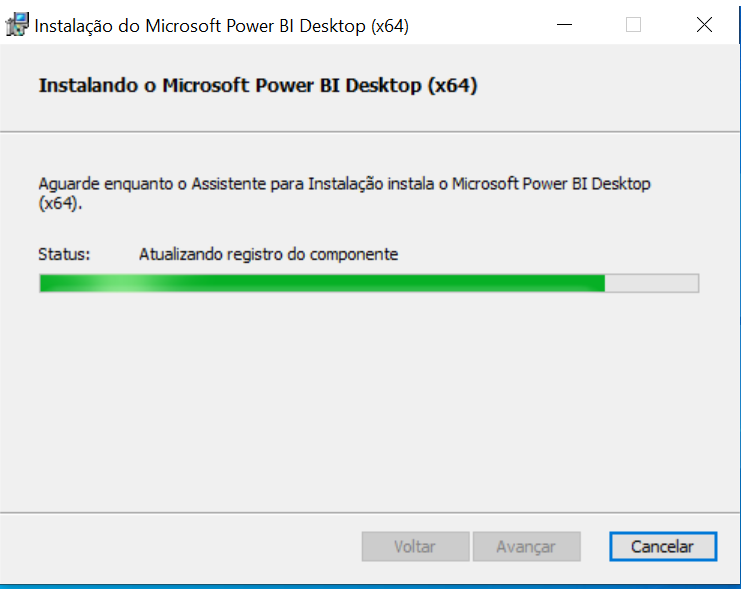 Instalação do Microsoft Power BI Desktop (x64)
Instalando o Microsoft Power BI Desktop (x64)
Aguarde enquanto o Assistente para Instalação instala o Microsoft Power BI Desktop
(x64).
Status: Atualizando registro do componente
Voltar Avançar Cancelar